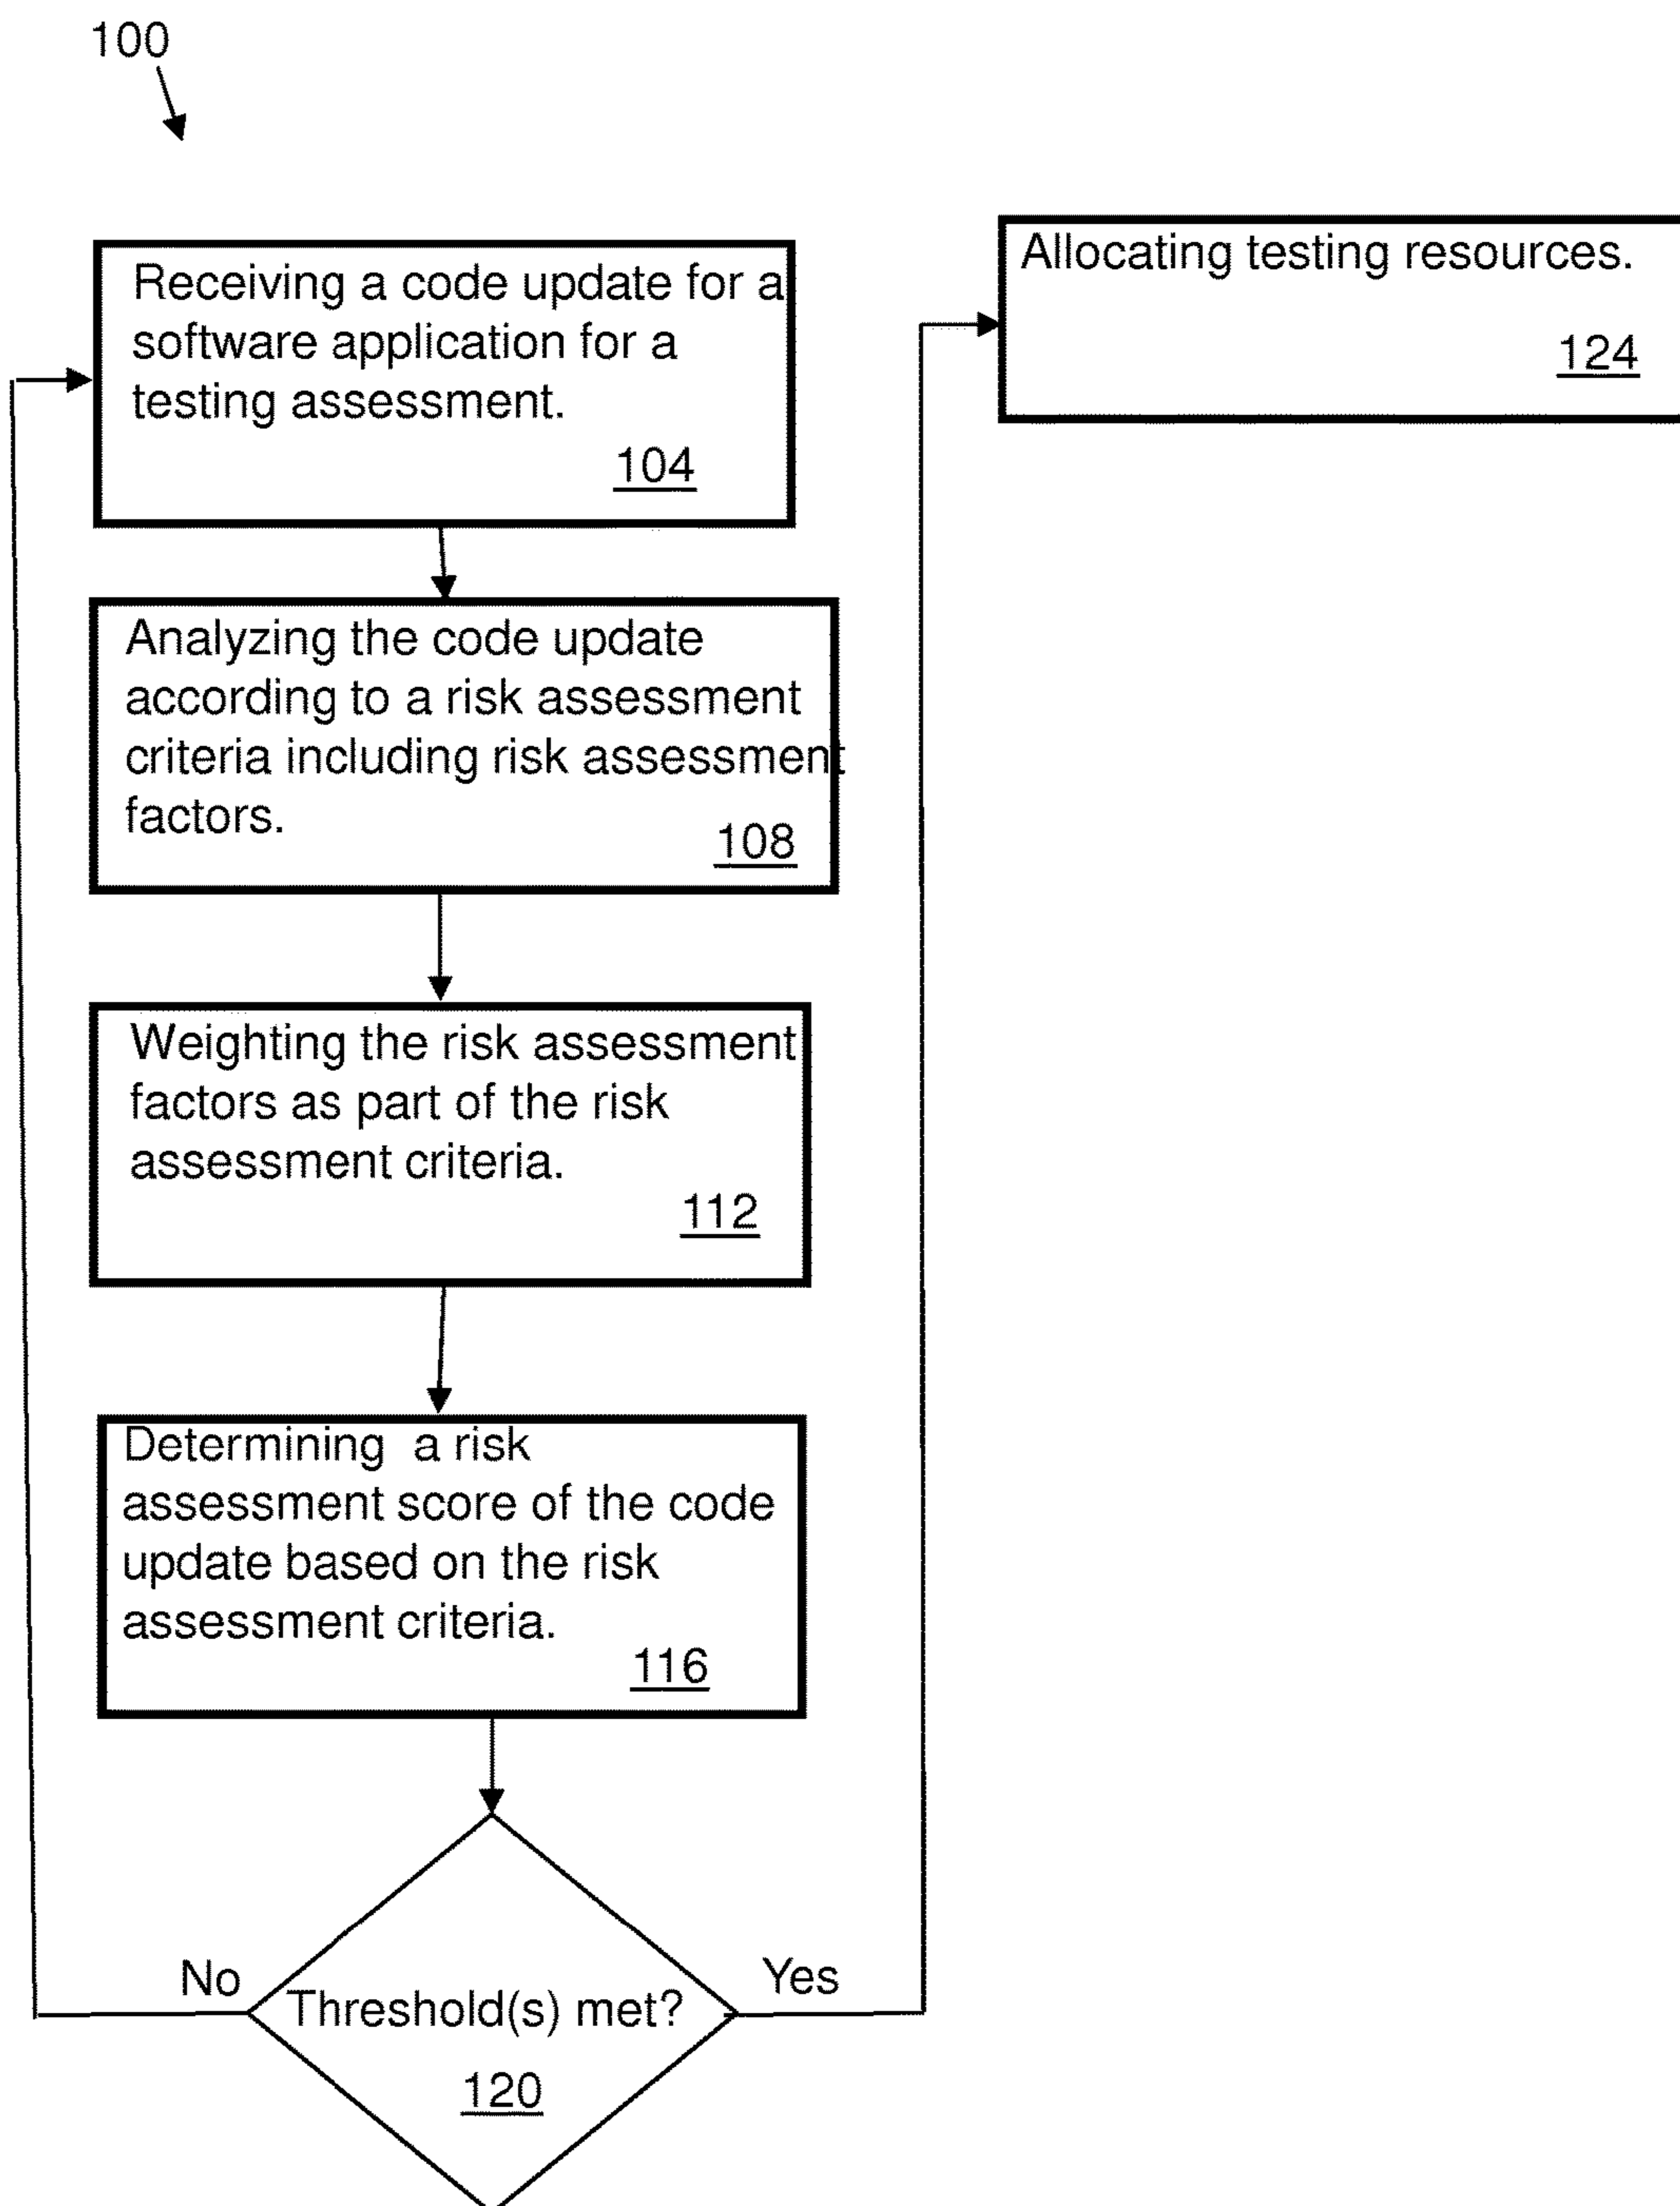 100
Receiving a code update for a
software application for a
testing assessment.
104
Analyzing the code update
according to a risk assessment
criteria including risk assessment
factors.
108
Weighting the risk assessment
factors as part of the risk
assessment criteria.
112
Determining a risk
assessment score of the code
update based on the risk
assessment criteria.
116
No
Threshold(s) met?
Yes
120
Allocating testing resources.
124